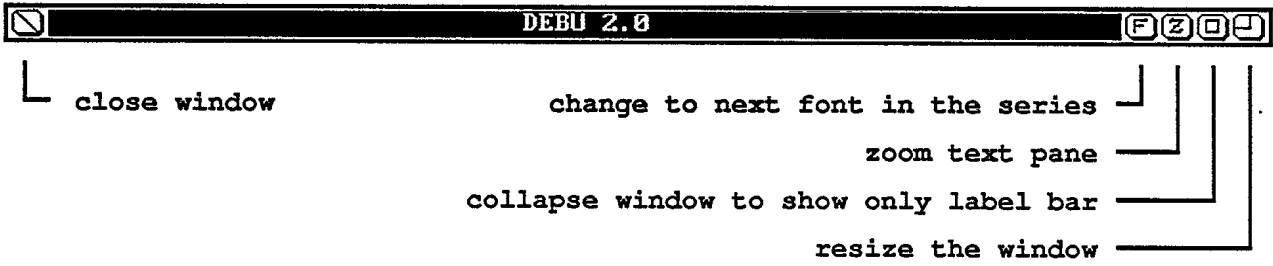 DEBU 2.0 F Z
close window change to next font in the series
zoom text pane
collapse window to show only label bar
resize the window